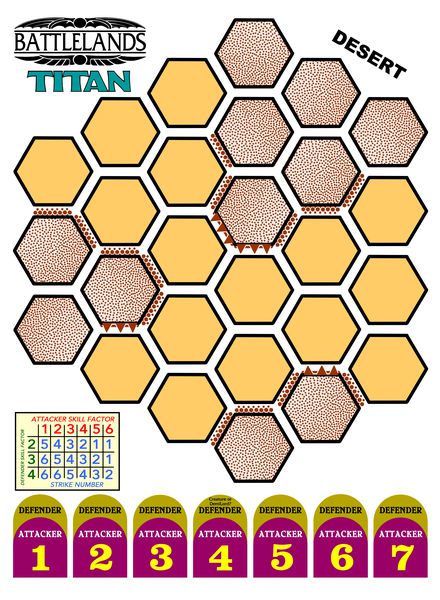 BATTLELANDS
TITAN
DESERT
ATTACKER SKILL FACTOR
1 2 3 4 5 6
DEFENDER SKILL FACTOR
2 5 4 3 2 1 1
3 6 5 4 3 2 1
4 6 6 5 4 3 2
STRIKE NUMBER
Creature or
DemiLord?
DEFENDER DEFENDER DEFENDER DEFENDER DEFENDER DEFENDER DEFENDER
ATTACKER ATTACKER ATTACKER ATTACKER ATTACKER ATTACKER ATTACKER
1 2 3 4 5 6 7